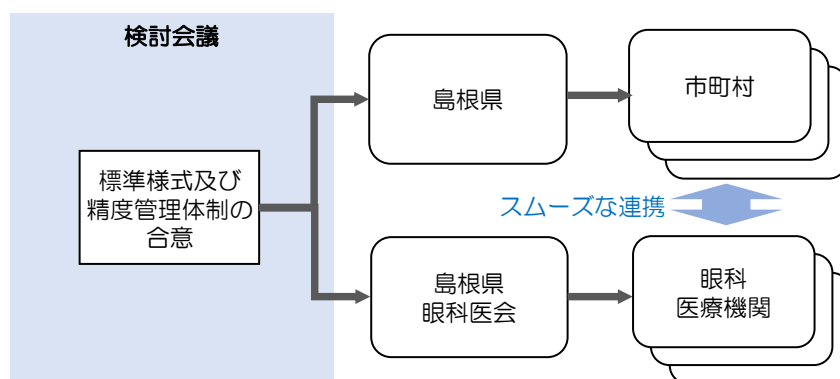 検討会議
島根県
市町村
標準様式及び
精度管理体制の
合意
スムーズな連携
島根県
眼科医会
眼科
医療機関